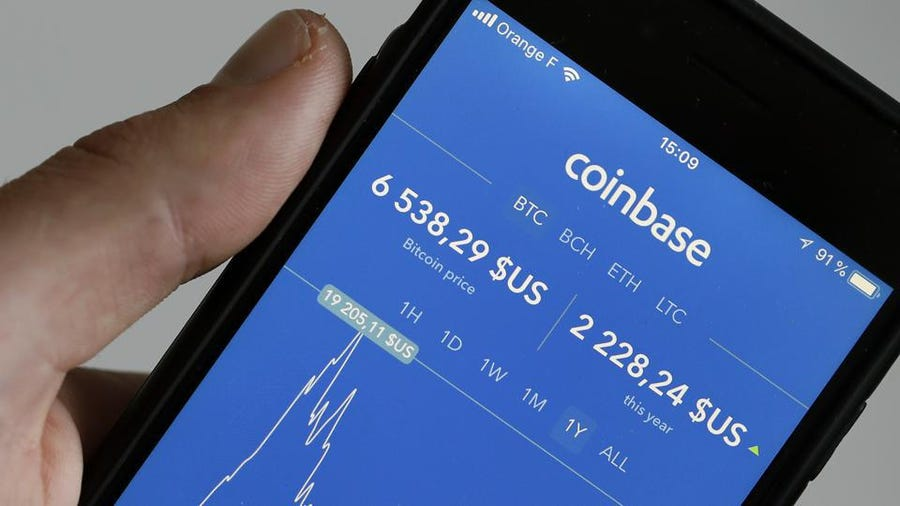 Orange F
15:09
91 %
coinbase
BTC BCH ETH LTC
6 538,29 $US
Bitcoin price
2 228,24 $US
this year
1H 1D 1W 1M 1Y ALL
19 205,11 $US